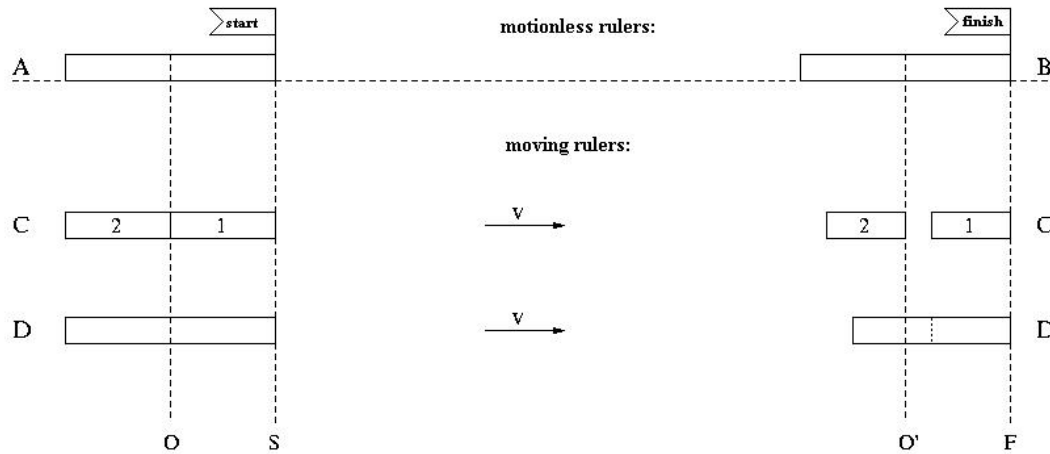 start
motionless rulers:
finish
A
B
moving rulers:
C 2 1
V
2 1 C
D
V
D
O S O' F